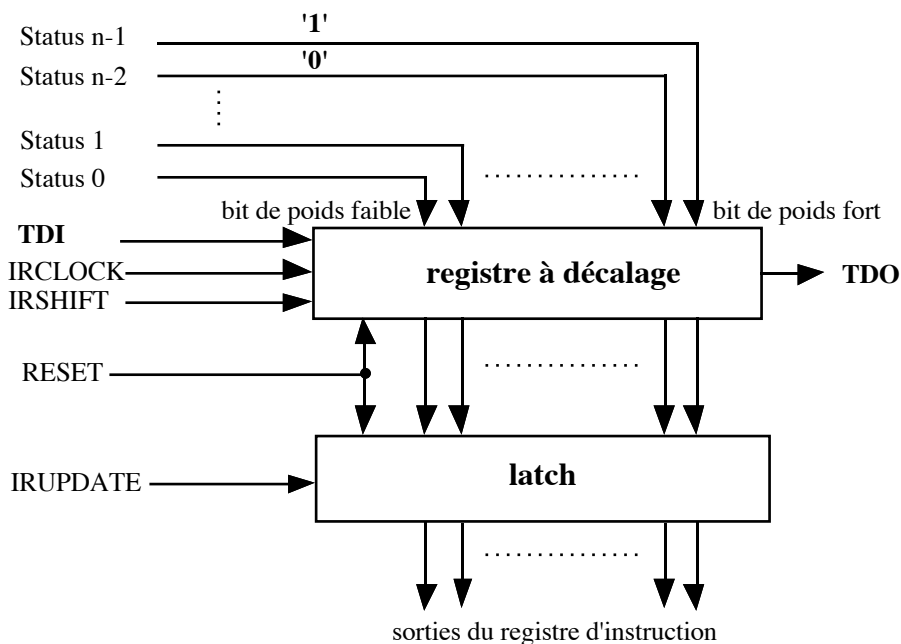 Status n-1
'1'
Status n-2
'0'
Status 1
Status 0
bit de poids faible
bit de poids fort
TDI
IRCLOCK
IRSHIFT
registre à décalage
TDO
RESET
IRUPDATE
latch
sorties du registre d'instruction